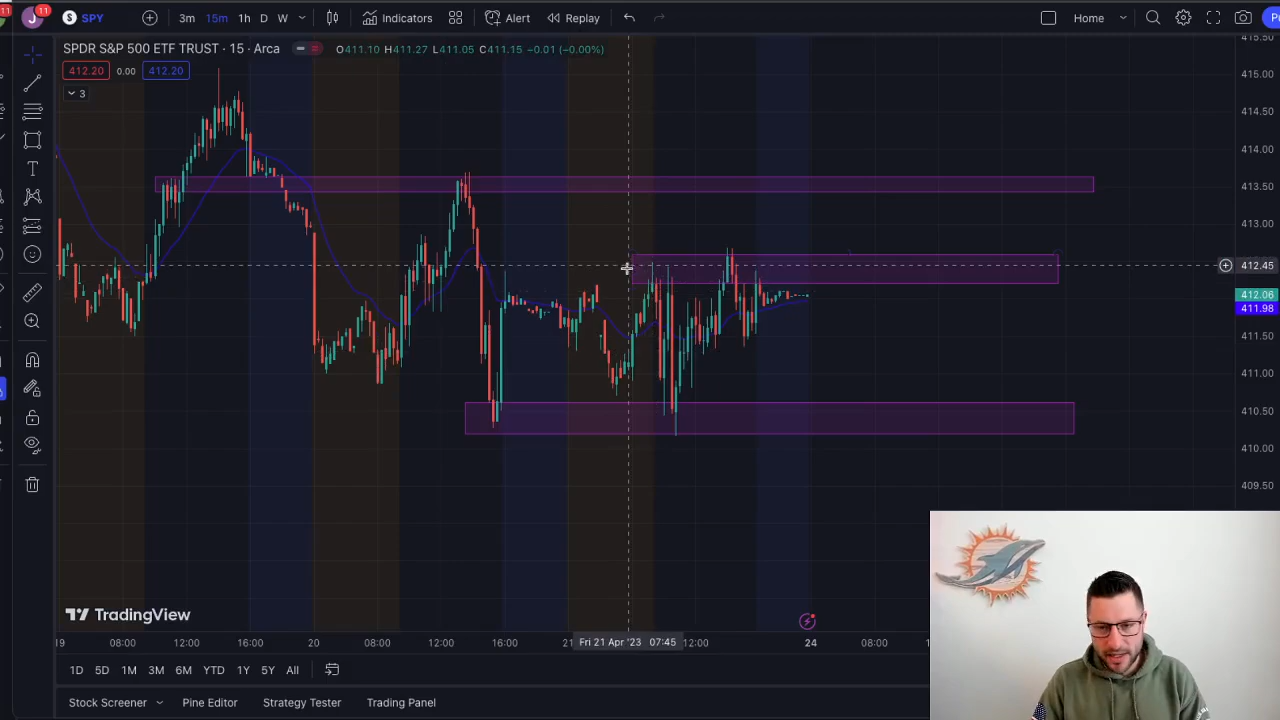 11
J
11
SPY
3m
15m
1h
D
W
Indicators
Alert
Replay
Home
SPDR S&P 500 ETF TRUST · 15 · Arca
O411.10 H411.27 L411.05 C411.15 −0.01 (−0.00%)
412.20
0.00
412.20
3
415.50
415.00
414.50
414.00
413.50
413.00
412.45
412.06
411.98
411.50
411.00
410.50
410.00
409.50
TradingView
19
08:00
12:00
16:00
20
08:00
12:00
16:00
21
Fri 21 Apr '23 07:45
12:00
24
08:00
1D
5D
1M
3M
6M
YTD
1Y
5Y
All
Stock Screener
Pine Editor
Strategy Tester
Trading Panel